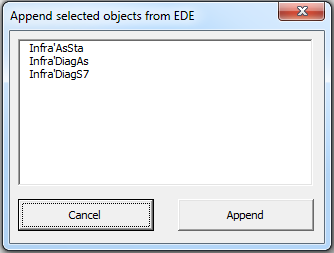 Append selected objects from EDE
Infra'AsSta
Infra'DiagAs
Infra'DiagS7
Cancel
Append